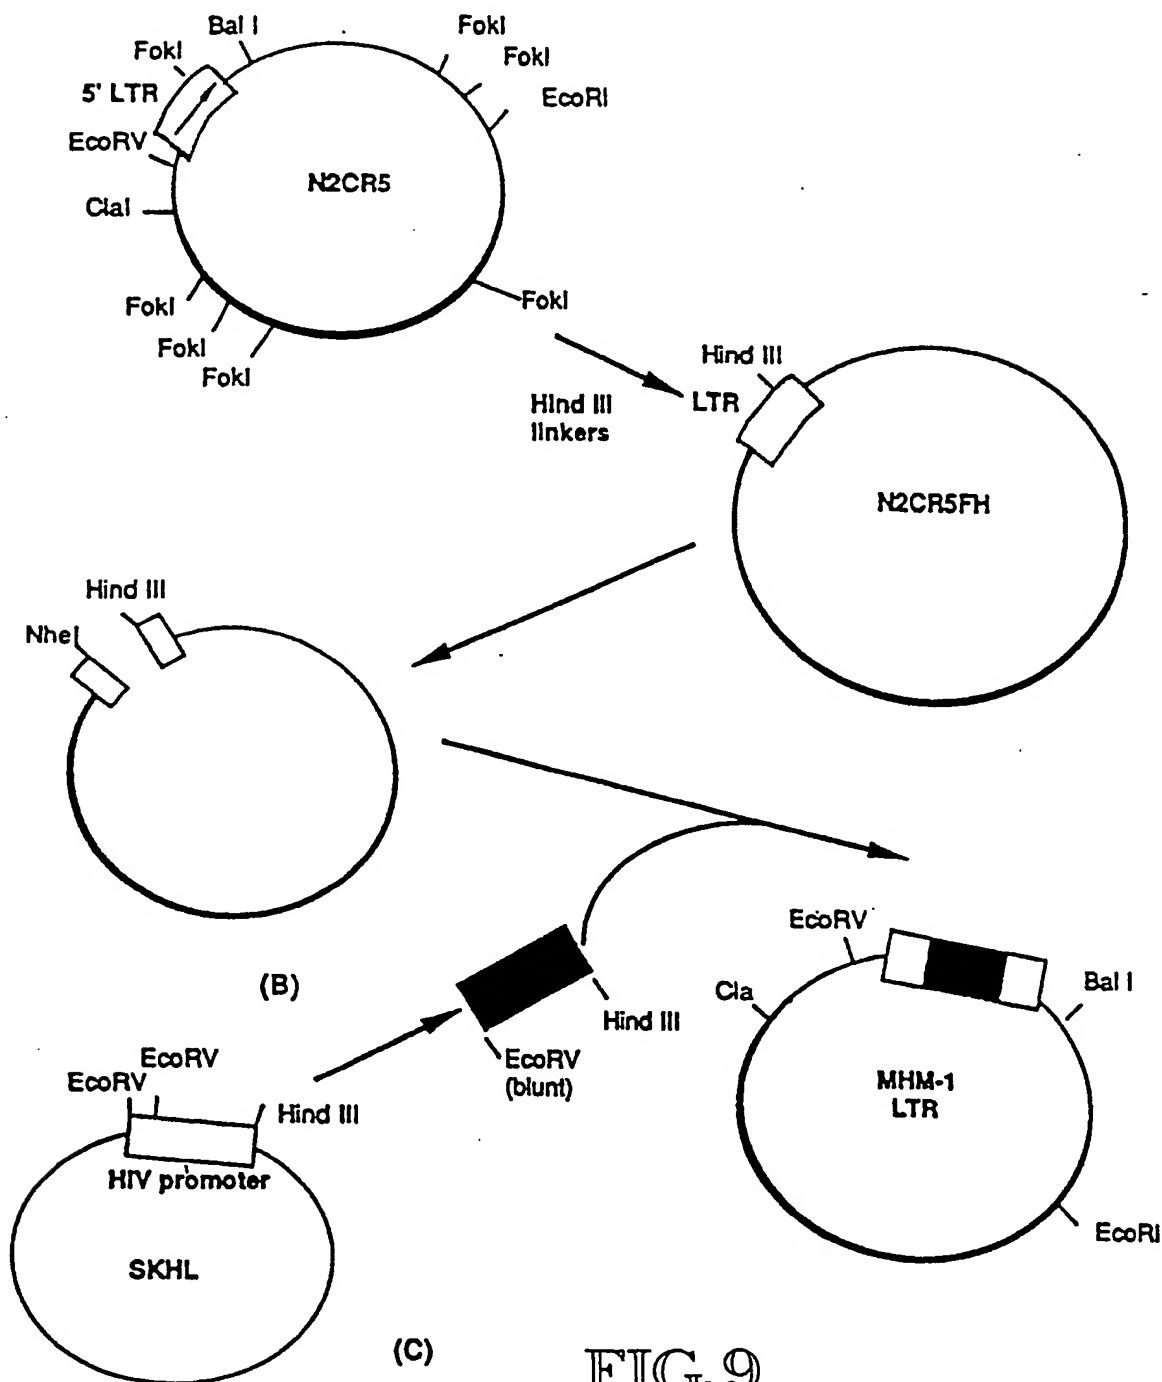 Bal I
FokI
FokI
FokI
5' LTR
EcoRI
EcoRV
N2CR5
ClaI
FokI
FokI
FokI
FokI
Hind III
LTR
Hind III
linkers
N2CR5FH
Hind III
NheI
(B)
EcoRV
Hind III
Cla
Bal I
EcoRV
(blunt)
MHM-1
LTR
EcoRV
EcoRV
Hind III
HIV promoter
EcoRI
SKHL
(C)
FIG. 9